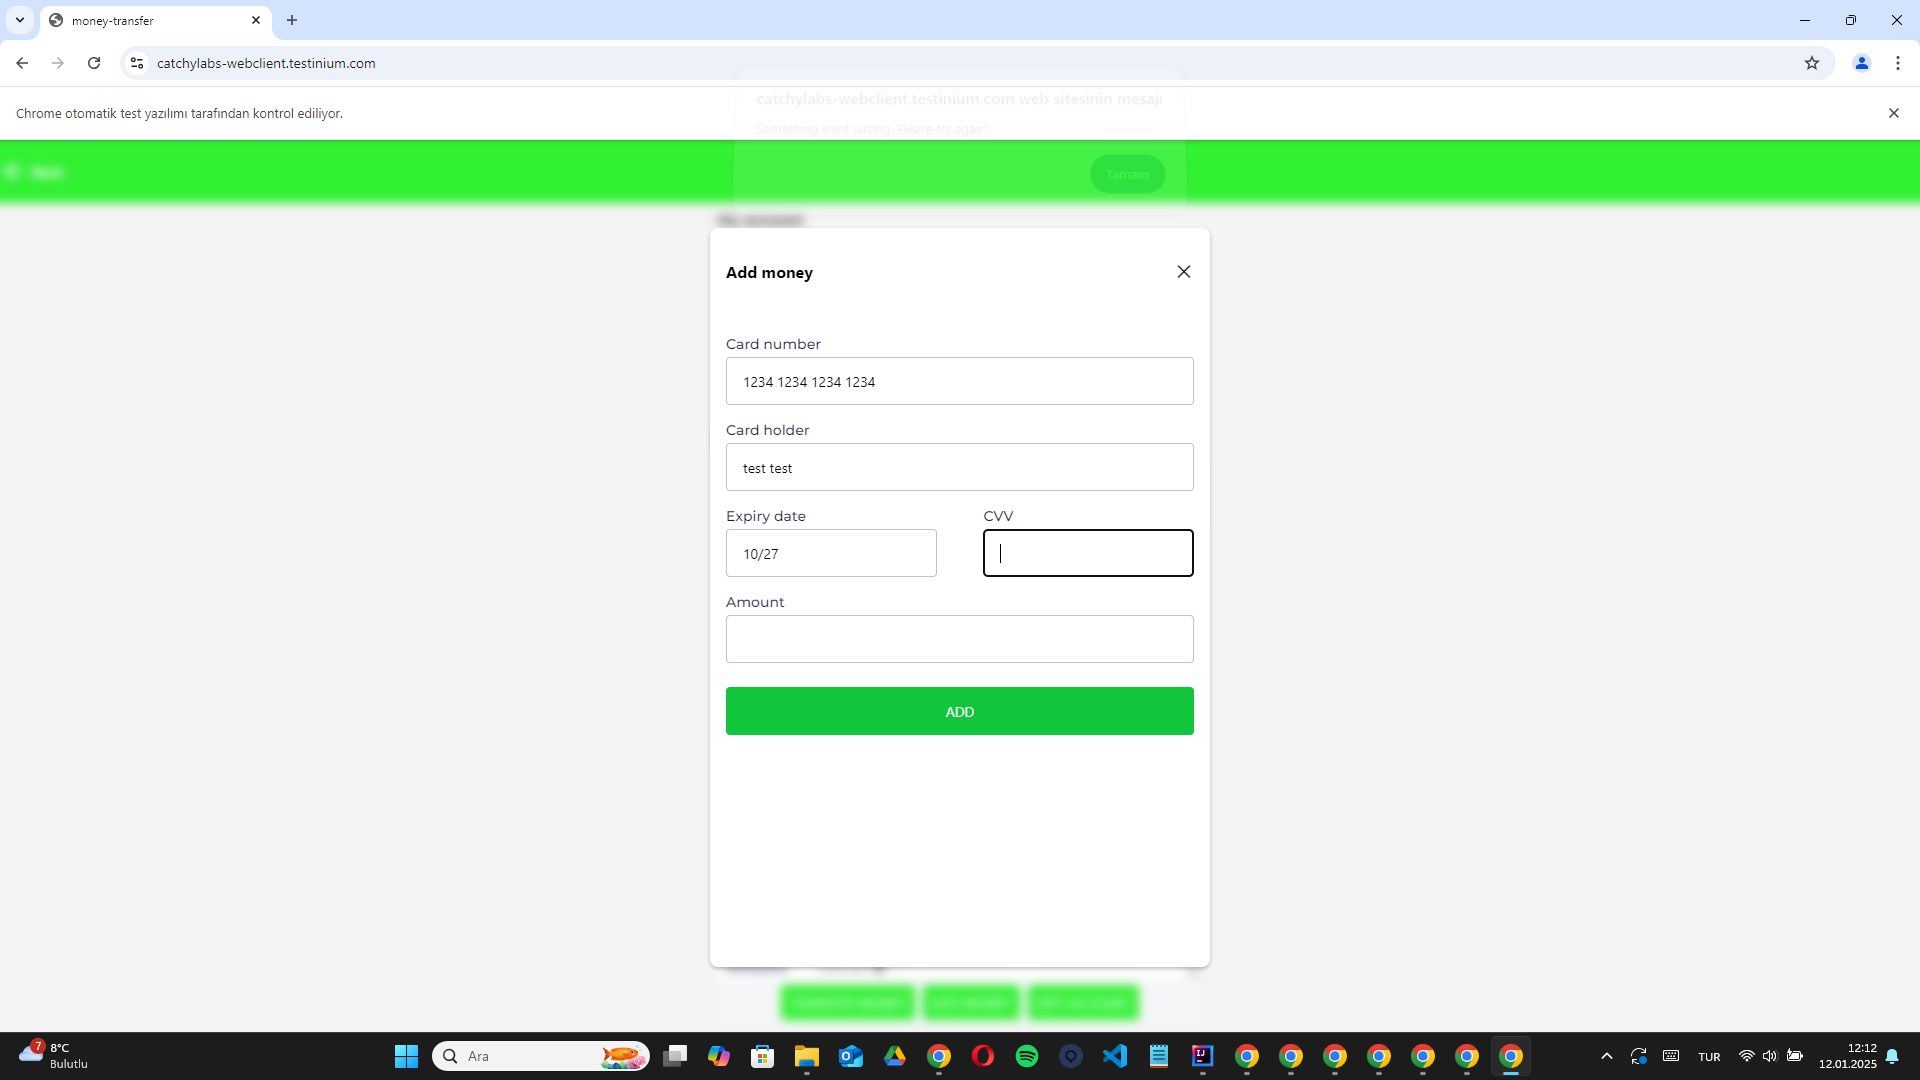 money-transfer
catchylabs-webclient.testinium.com
catchylabs-webclient.testinium.com web sitesinin mesajı
Chrome otomatik test yazılımı tarafından kontrol ediliyor.
Something went wrong. Please try again!
Tamam
My account
Add money
Card number
1234 1234 1234 1234
Card holder
test test
Expiry date
CVV
10/27
Amount
ADD
7
8°C
Bulutlu
Ara
TUR
12:12
12.01.2025